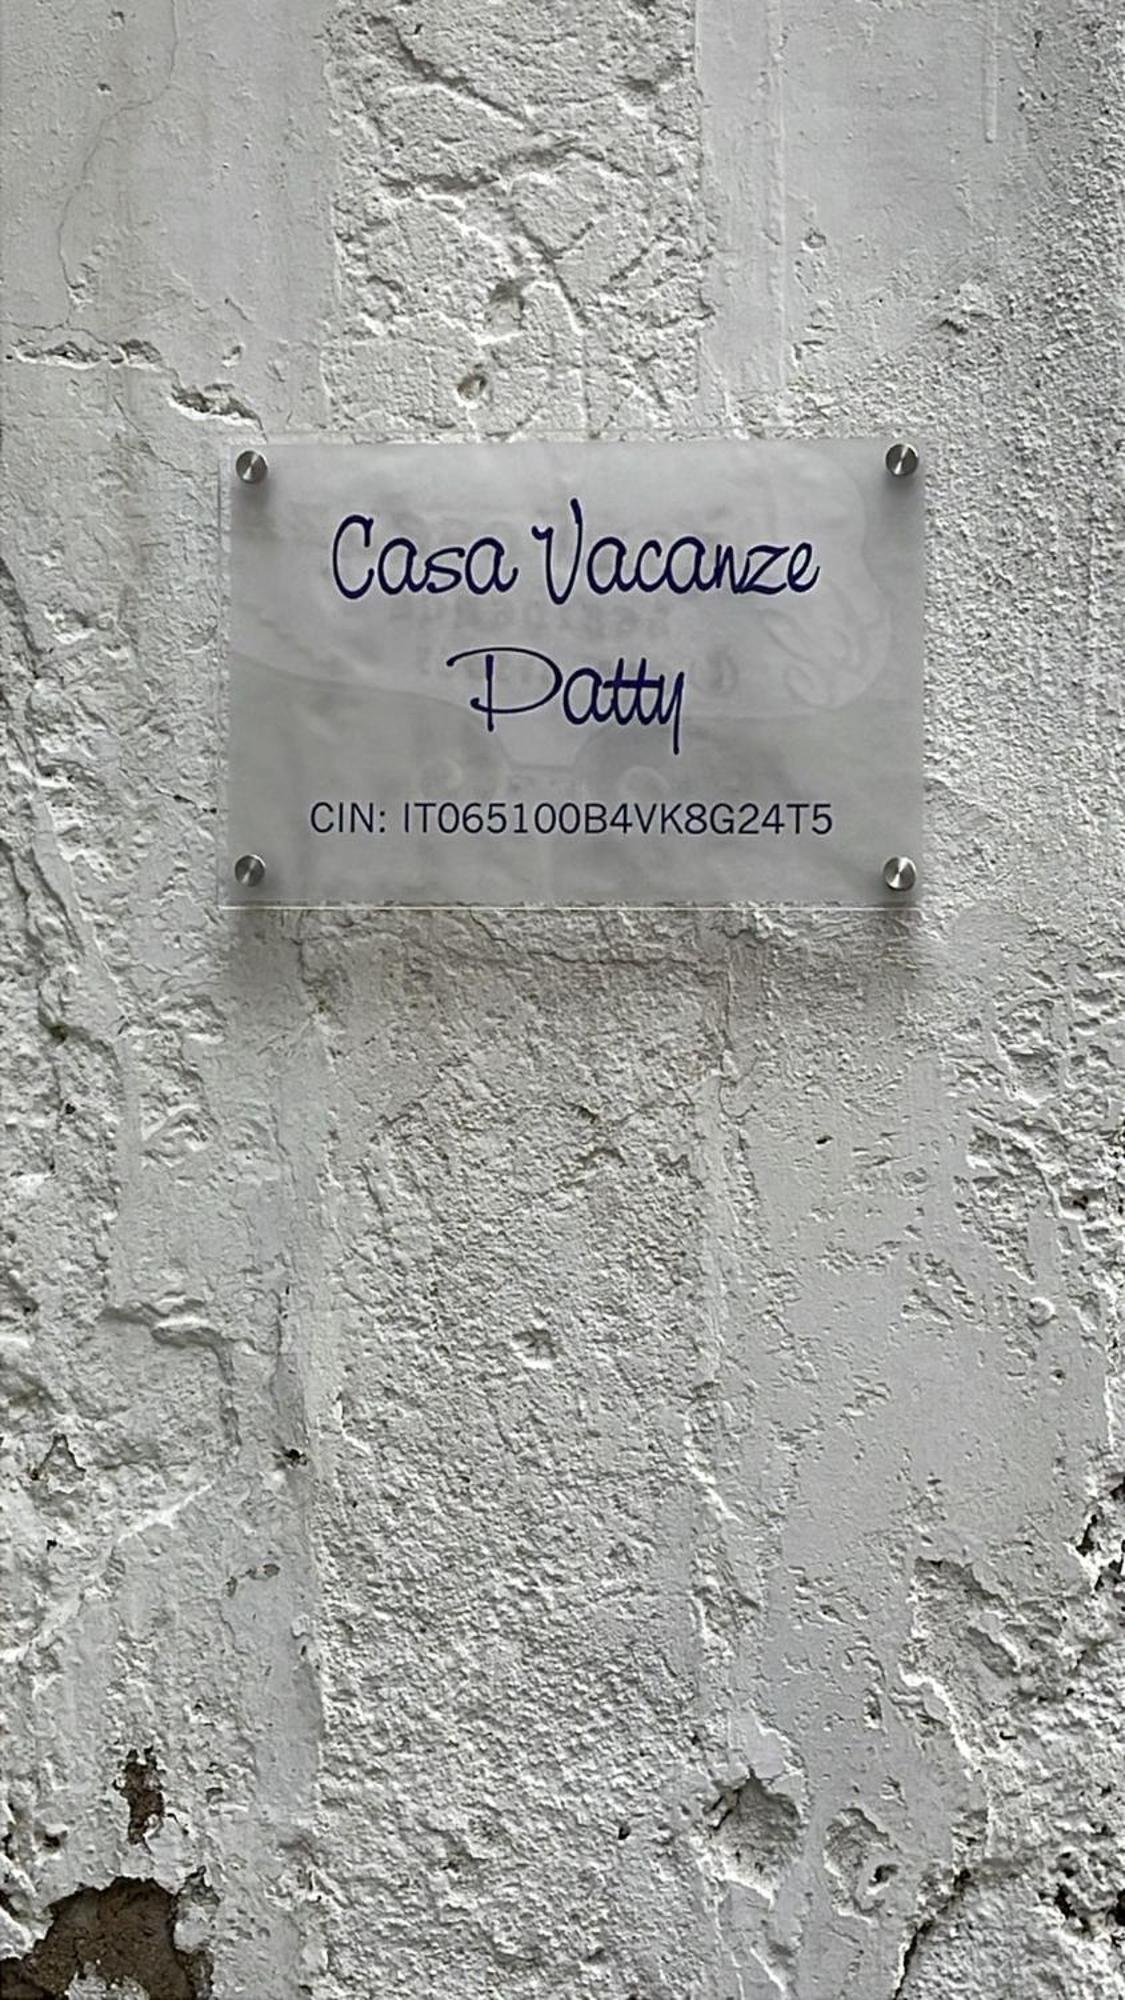 Casa Vacanze
Patty
CIN: IT065100B4VK8G24T5